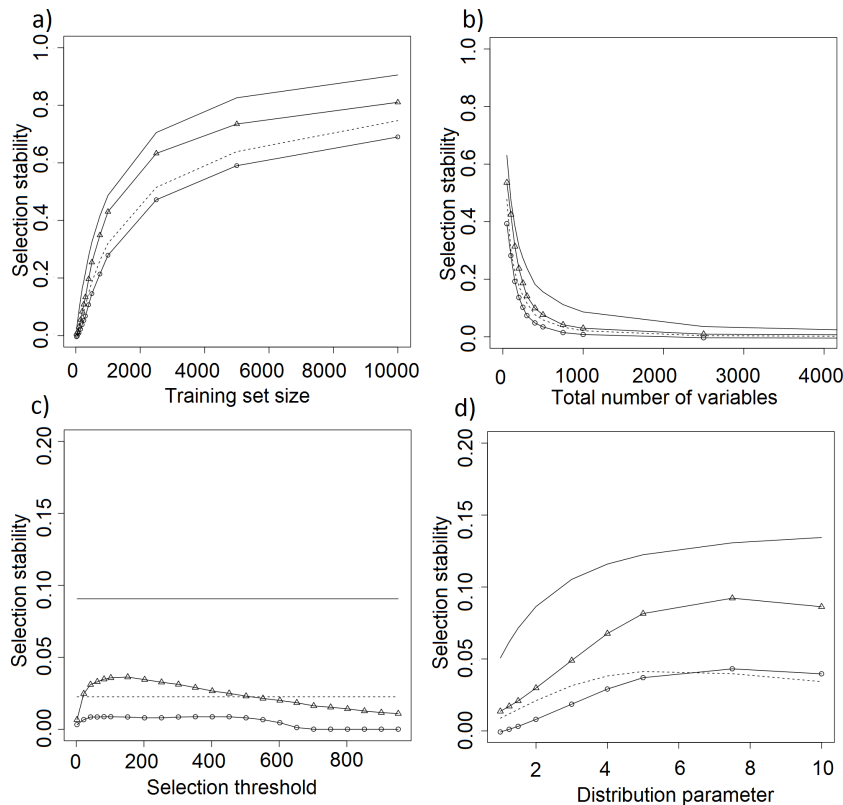 a)
Selection stability
0.0 0.2 0.4 0.6 0.8 1.0
0 2000 4000 6000 8000 10000
Training set size
b)
Selection stability
0.0 0.2 0.4 0.6 0.8 1.0
0 1000 2000 3000 4000
Total number of variables
c)
Selection stability
0.00 0.05 0.10 0.15 0.20
0 200 400 600 800
Selection threshold
d)
Selection stability
0.00 0.05 0.10 0.15 0.20
2 4 6 8 10
Distribution parameter